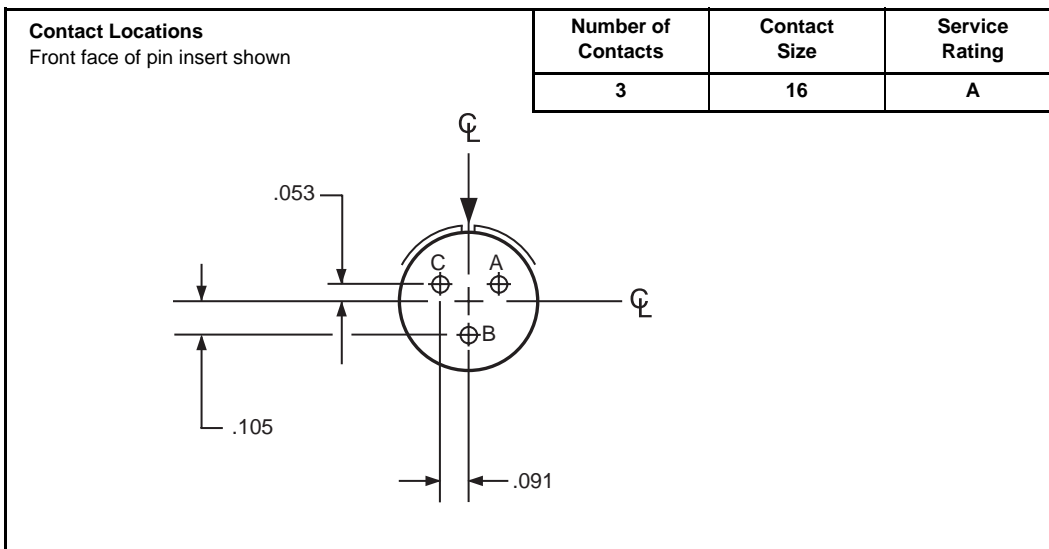 Contact Locations
Front face of pin insert shown
Number of Contacts
Contact Size
Service Rating
3
16
A
℄
.053
C
A
℄
B
.105
.091